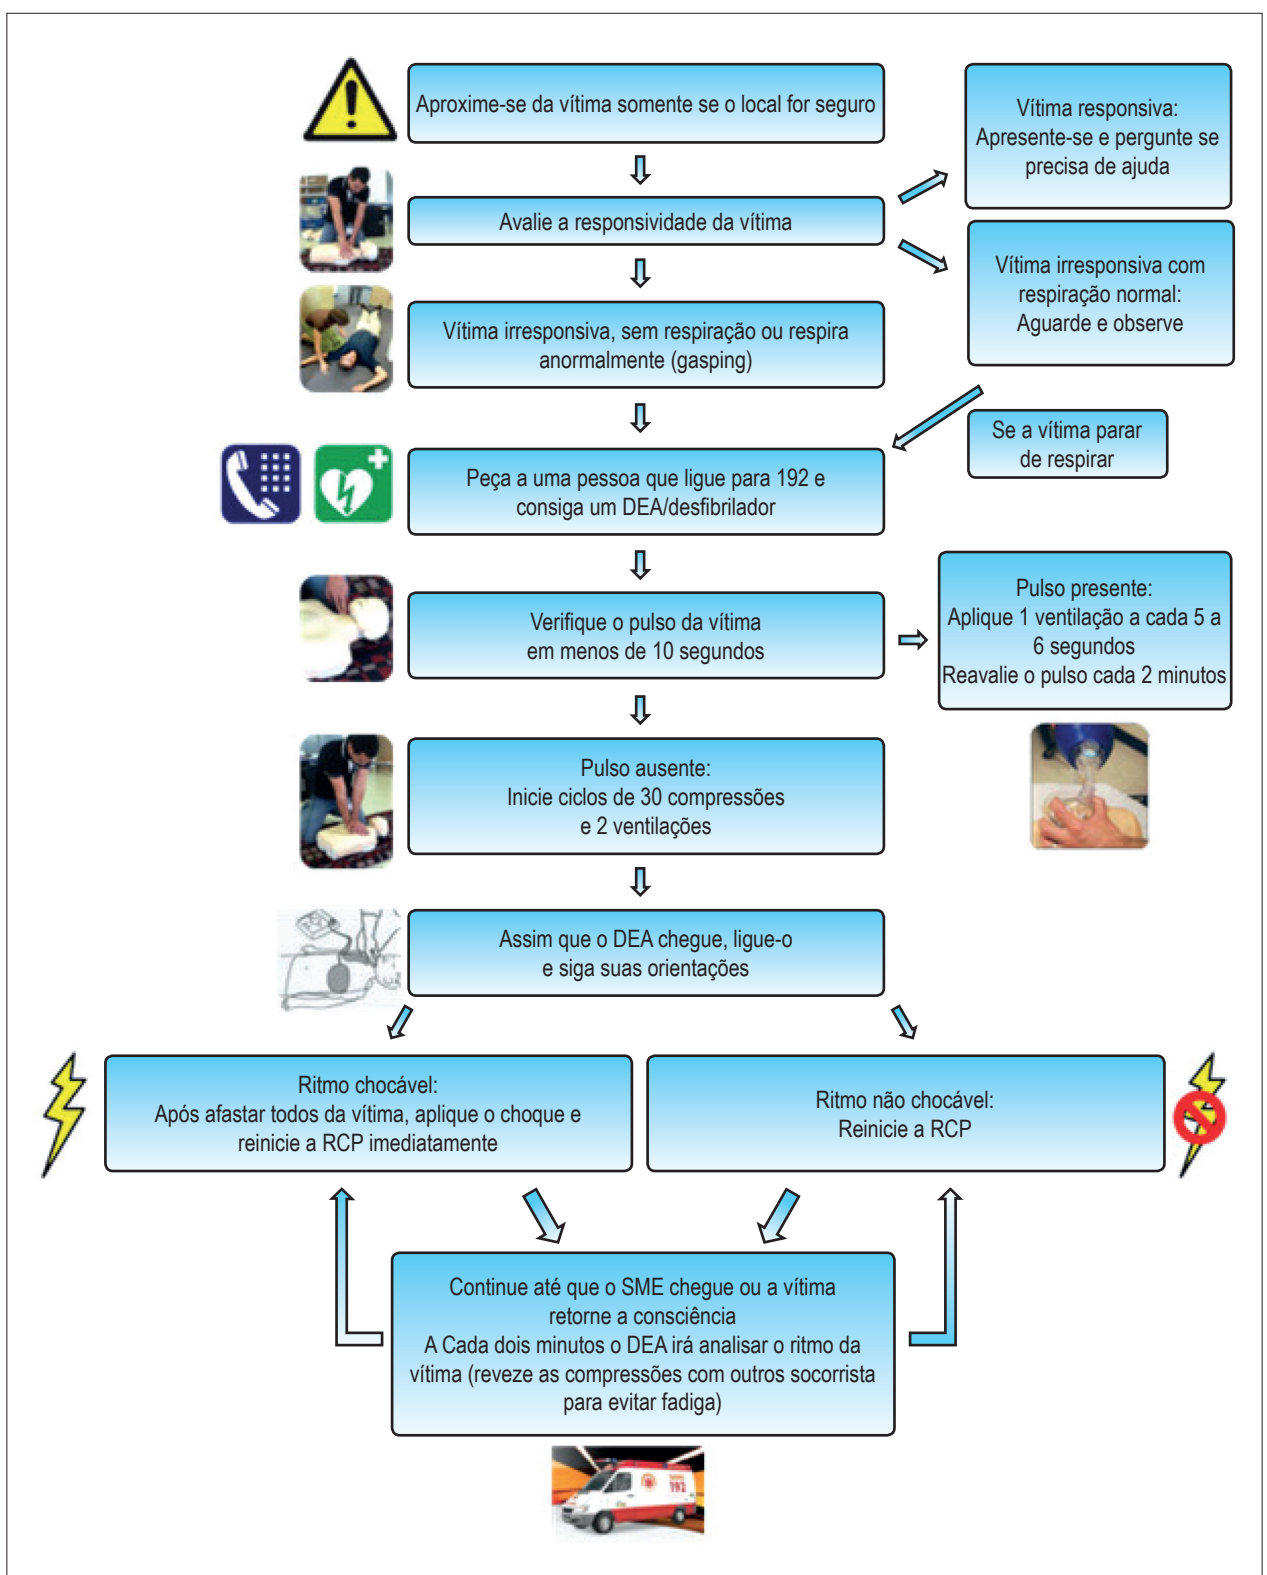 Aproxime-se da vítima somente se o local for seguro
Vítima responsiva:
Apresente-se e pergunte se
precisa de ajuda
Avalie a responsividade da vítima
Vítima irresponsiva com
respiração normal:
Aguarde e observe
Vítima irresponsiva, sem respiração ou respira
anormalmente (gasping)
Se a vítima parar
de respirar
Peça a uma pessoa que ligue para 192 e
consiga um DEA/desfibrilador
Verifique o pulso da vítima
em menos de 10 segundos
Pulso presente:
Aplique 1 ventilação a cada 5 a
6 segundos
Reavalie o pulso cada 2 minutos
Pulso ausente:
Inicie ciclos de 30 compressões
e 2 ventilações
Assim que o DEA chegue, ligue-o
e siga suas orientações
Ritmo chocável:
Após afastar todos da vítima, aplique o choque e
reinicie a RCP imediatamente
Ritmo não chocável:
Reinicie a RCP
Continue até que o SME chegue ou a vítima
retorne a consciência
A Cada dois minutos o DEA irá analisar o ritmo da
vítima (reveze as compressões com outros socorrista
para evitar fadiga)
192